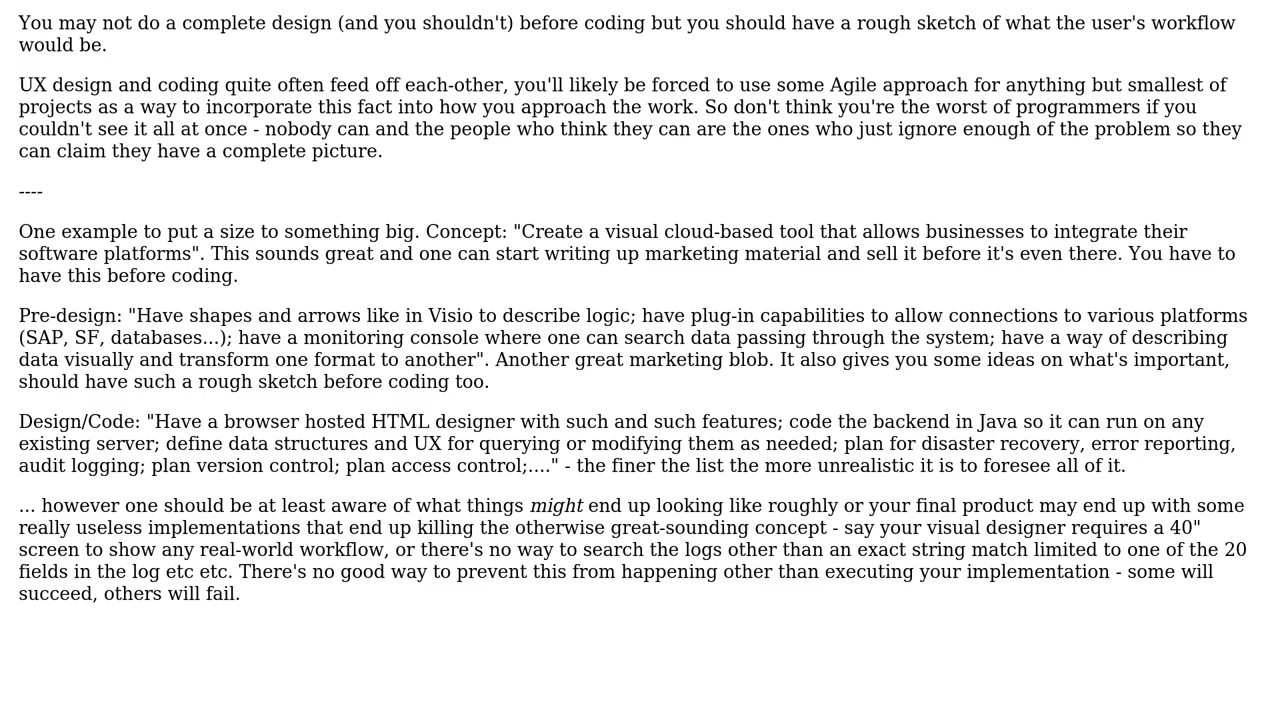 You may not do a complete design (and you shouldn't) before coding but you should have a rough sketch of what the user's workflow
would be.
UX design and coding quite often feed off each-other, you'll likely be forced to use some Agile approach for anything but smallest of
projects as a way to incorporate this fact into how you approach the work. So don't think you're the worst of programmers if you
couldn't see it all at once - nobody can and the people who think they can are the ones who just ignore enough of the problem so they
can claim they have a complete picture.
----
One example to put a size to something big. Concept: "Create a visual cloud-based tool that allows businesses to integrate their
software platforms". This sounds great and one can start writing up marketing material and sell it before it's even there. You have to
have this before coding.
Pre-design: "Have shapes and arrows like in Visio to describe logic; have plug-in capabilities to allow connections to various platforms
(SAP, SF, databases...); have a monitoring console where one can search data passing through the system; have a way of describing
data visually and transform one format to another". Another great marketing blob. It also gives you some ideas on what's important,
should have such a rough sketch before coding too.
Design/Code: "Have a browser hosted HTML designer with such and such features; code the backend in Java so it can run on any
existing server; define data structures and UX for querying or modifying them as needed; plan for disaster recovery, error reporting,
audit logging; plan version control; plan access control;...." - the finer the list the more unrealistic it is to foresee all of it.
... however one should be at least aware of what things might end up looking like roughly or your final product may end up with some
really useless implementations that end up killing the otherwise great-sounding concept - say your visual designer requires a 40"
screen to show any real-world workflow, or there's no way to search the logs other than an exact string match limited to one of the 20
fields in the log etc etc. There's no good way to prevent this from happening other than executing your implementation - some will
succeed, others will fail.